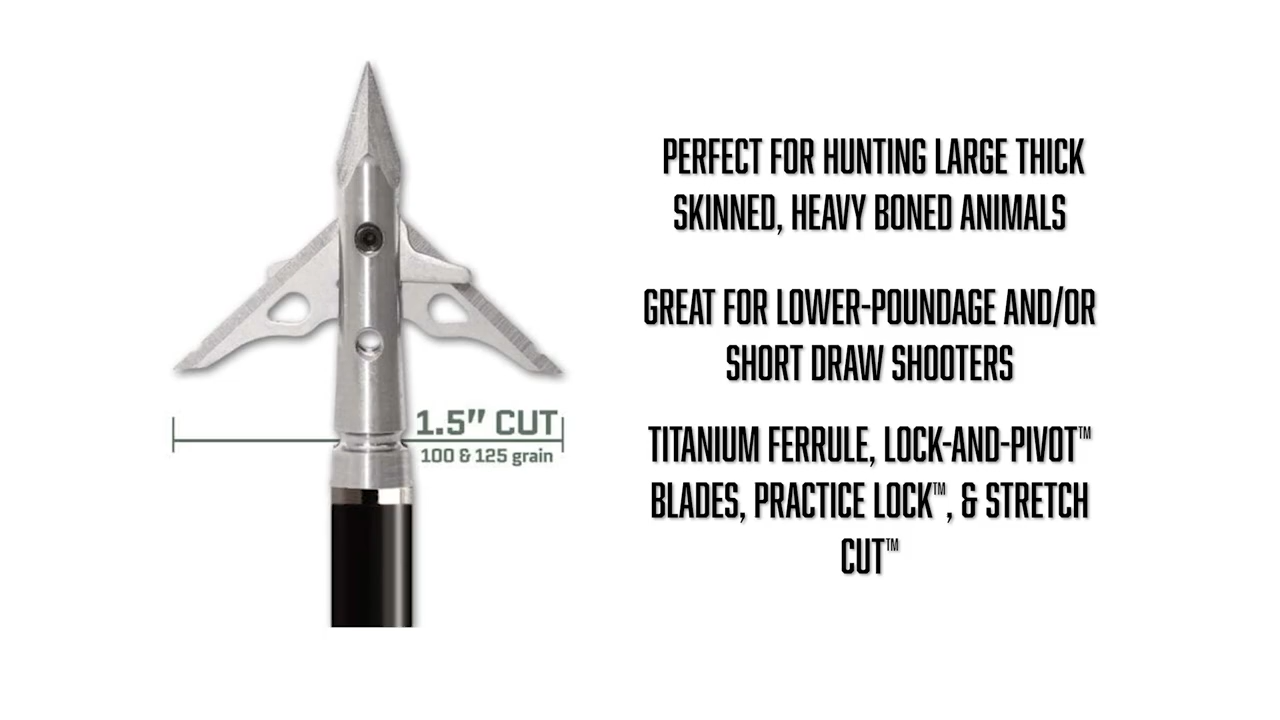 PERFECT FOR HUNTING LARGE THICK
SKINNED, HEAVY BONED ANIMALS
GREAT FOR LOWER-POUNDAGE AND/OR
SHORT DRAW SHOOTERS
1.5” CUT
100 & 125 grain
TITANIUM FERRULE, LOCK-AND-PIVOT™
BLADES, PRACTICE LOCK™, & STRETCH
CUT™